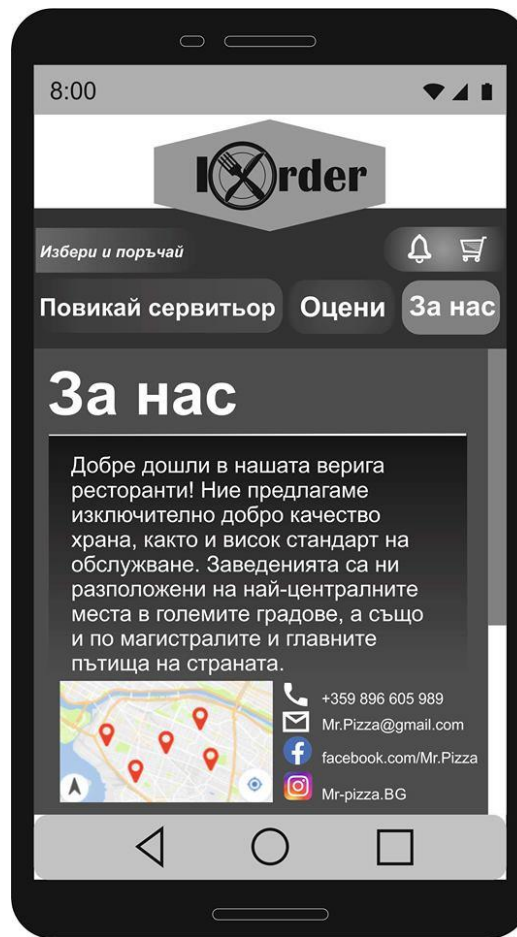 8:00
IOrder
Избери и поръчай
Повикай сервитьор
Оцени
За нас
За нас
Добре дошли в нашата верига
ресторанти! Ние предлагаме
изключително добро качество
храна, както и висок стандарт на
обслужване. Заведенията са ни
разположени на най-централните
места в големите градове, а също
и по магистралите и главните
пътища на страната.
+359 896 605 989
Mr.Pizza@gmail.com
facebook.com/Mr.Pizza
Mr-pizza.BG